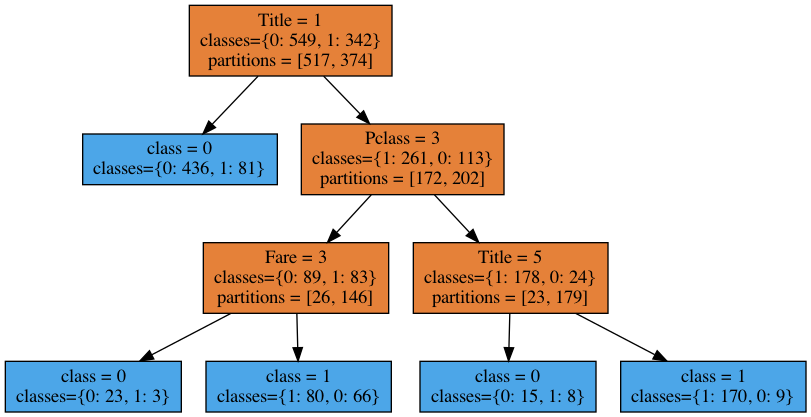 Title = 1
classes={0: 549, 1: 342}
partitions = [517, 374]
class = 0
classes={0: 436, 1: 81}
Pclass = 3
classes={1: 261, 0: 113}
partitions = [172, 202]
Fare = 3
classes={0: 89, 1: 83}
partitions = [26, 146]
Title = 5
classes={1: 178, 0: 24}
partitions = [23, 179]
class = 0
classes={0: 23, 1: 3}
class = 1
classes={1: 80, 0: 66}
class = 0
classes={0: 15, 1: 8}
class = 1
classes={1: 170, 0: 9}